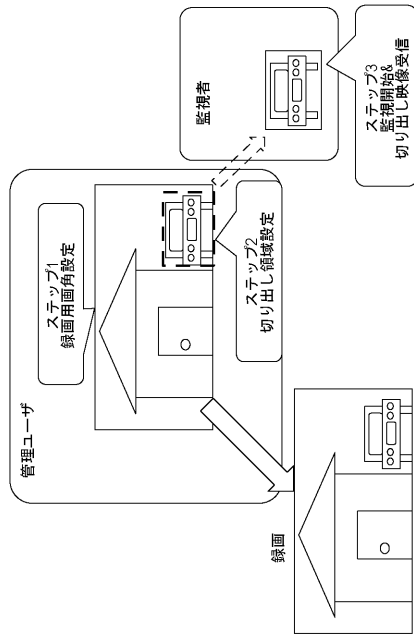 管理ユーザ
ステップ1
録画用画角設定
ステップ2
切り出し領域設定
監視者
ステップ3
監視開始&
切り出し映像受信
録画